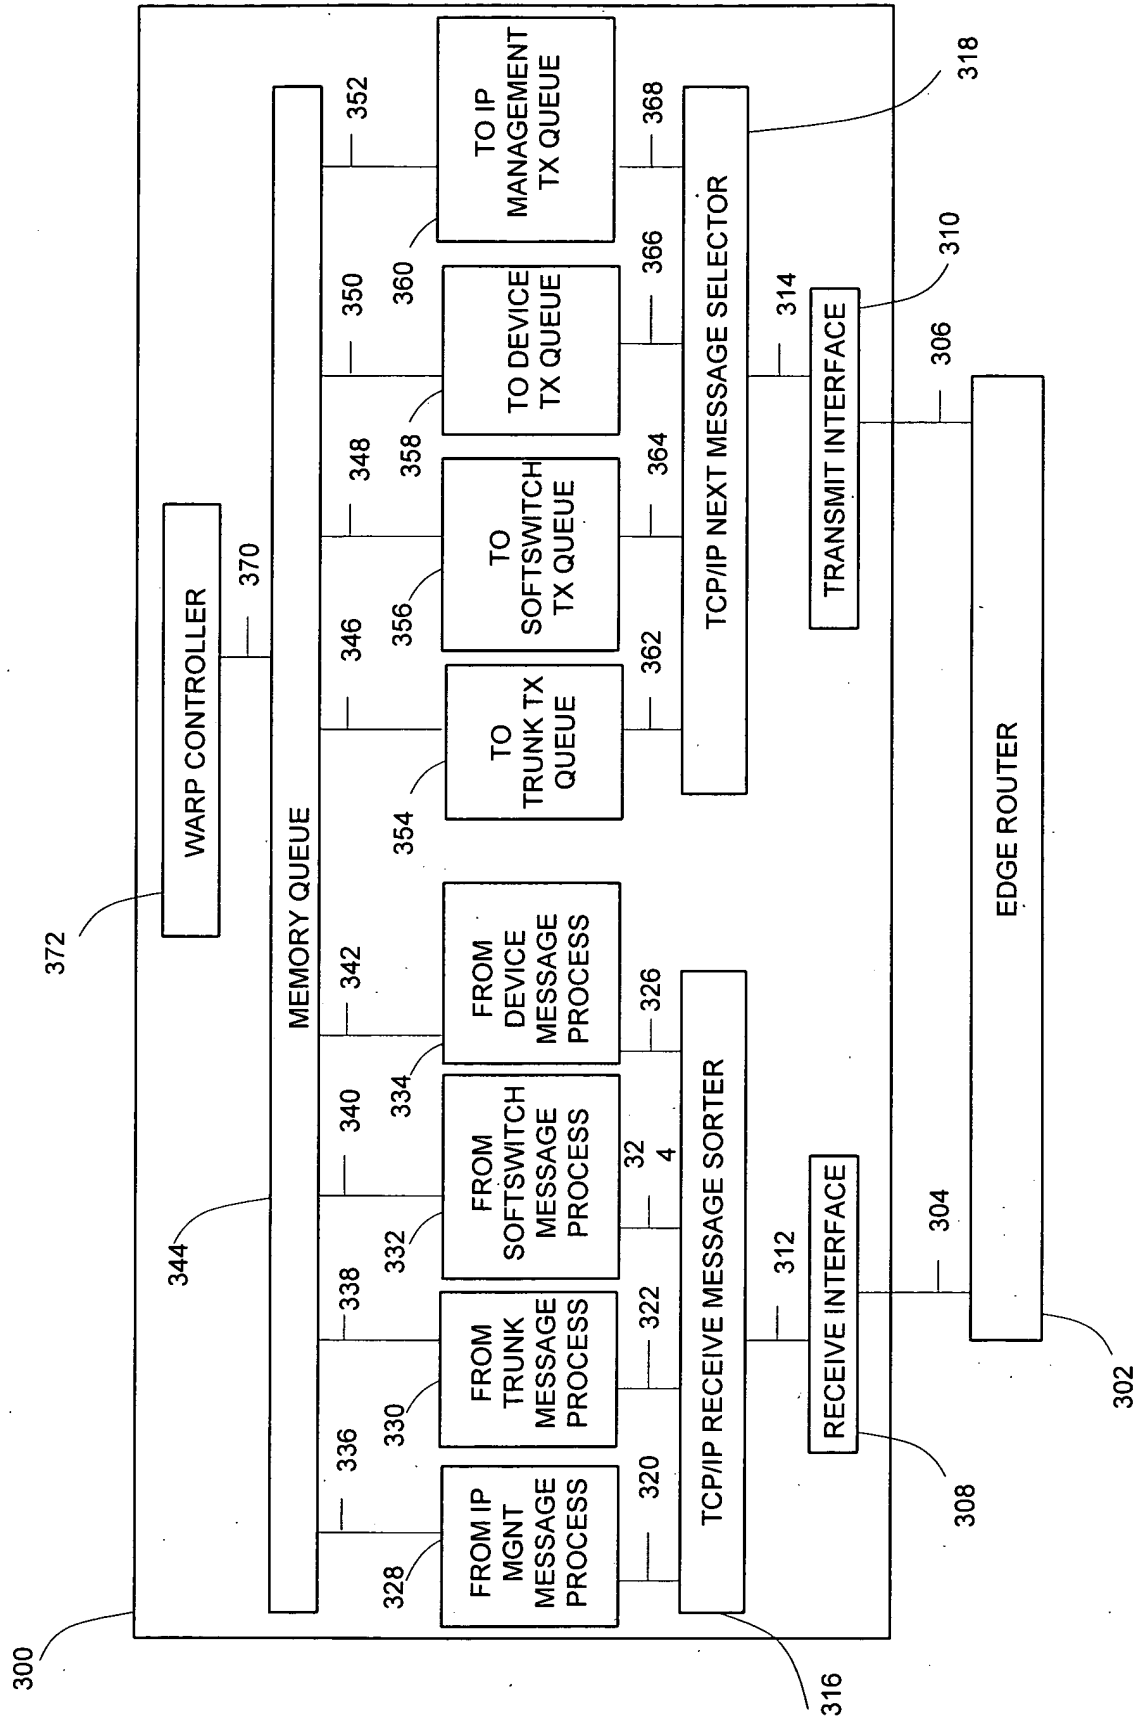 300
372
WARP CONTROLLER
370
344
MEMORY QUEUE
336
338
340
342
346
348
350
352
328
FROM IP
MGNT
MESSAGE
PROCESS
330
FROM
TRUNK
MESSAGE
PROCESS
332
FROM
SOFTSWITCH
MESSAGE
PROCESS
334
FROM
DEVICE
MESSAGE
PROCESS
354
TO
TRUNK TX
QUEUE
356
TO
SOFTSWITCH
TX QUEUE
358
TO DEVICE
TX QUEUE
360
TO IP
MANAGEMENT
TX QUEUE
320
322
32
4
326
362
364
366
368
316
TCP/IP RECEIVE MESSAGE SORTER
TCP/IP NEXT MESSAGE SELECTOR
318
312
314
308
RECEIVE INTERFACE
TRANSMIT INTERFACE
310
304
306
302
EDGE ROUTER